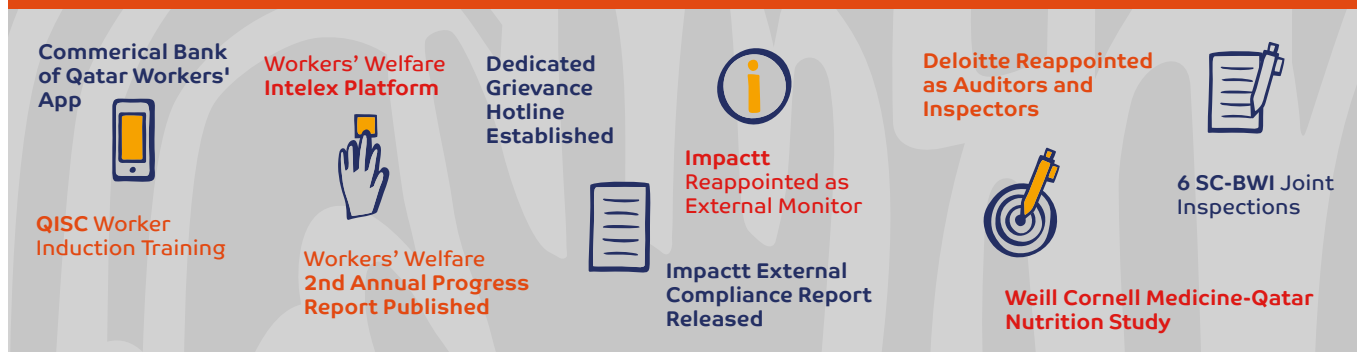 Commerical Bank
of Qatar Workers'
App
QISC Worker
Induction Training
Workers' Welfare
Intelex Platform
Workers' Welfare
2nd Annual Progress
Report Published
Dedicated
Grievance
Hotline
Established
Impactt
Reappointed as
External Monitor
Impactt External
Compliance Report
Released
Deloitte Reappointed
as Auditors and
Inspectors
Weill Cornell Medicine-Qatar
Nutrition Study
6 SC-BWI Joint
Inspections